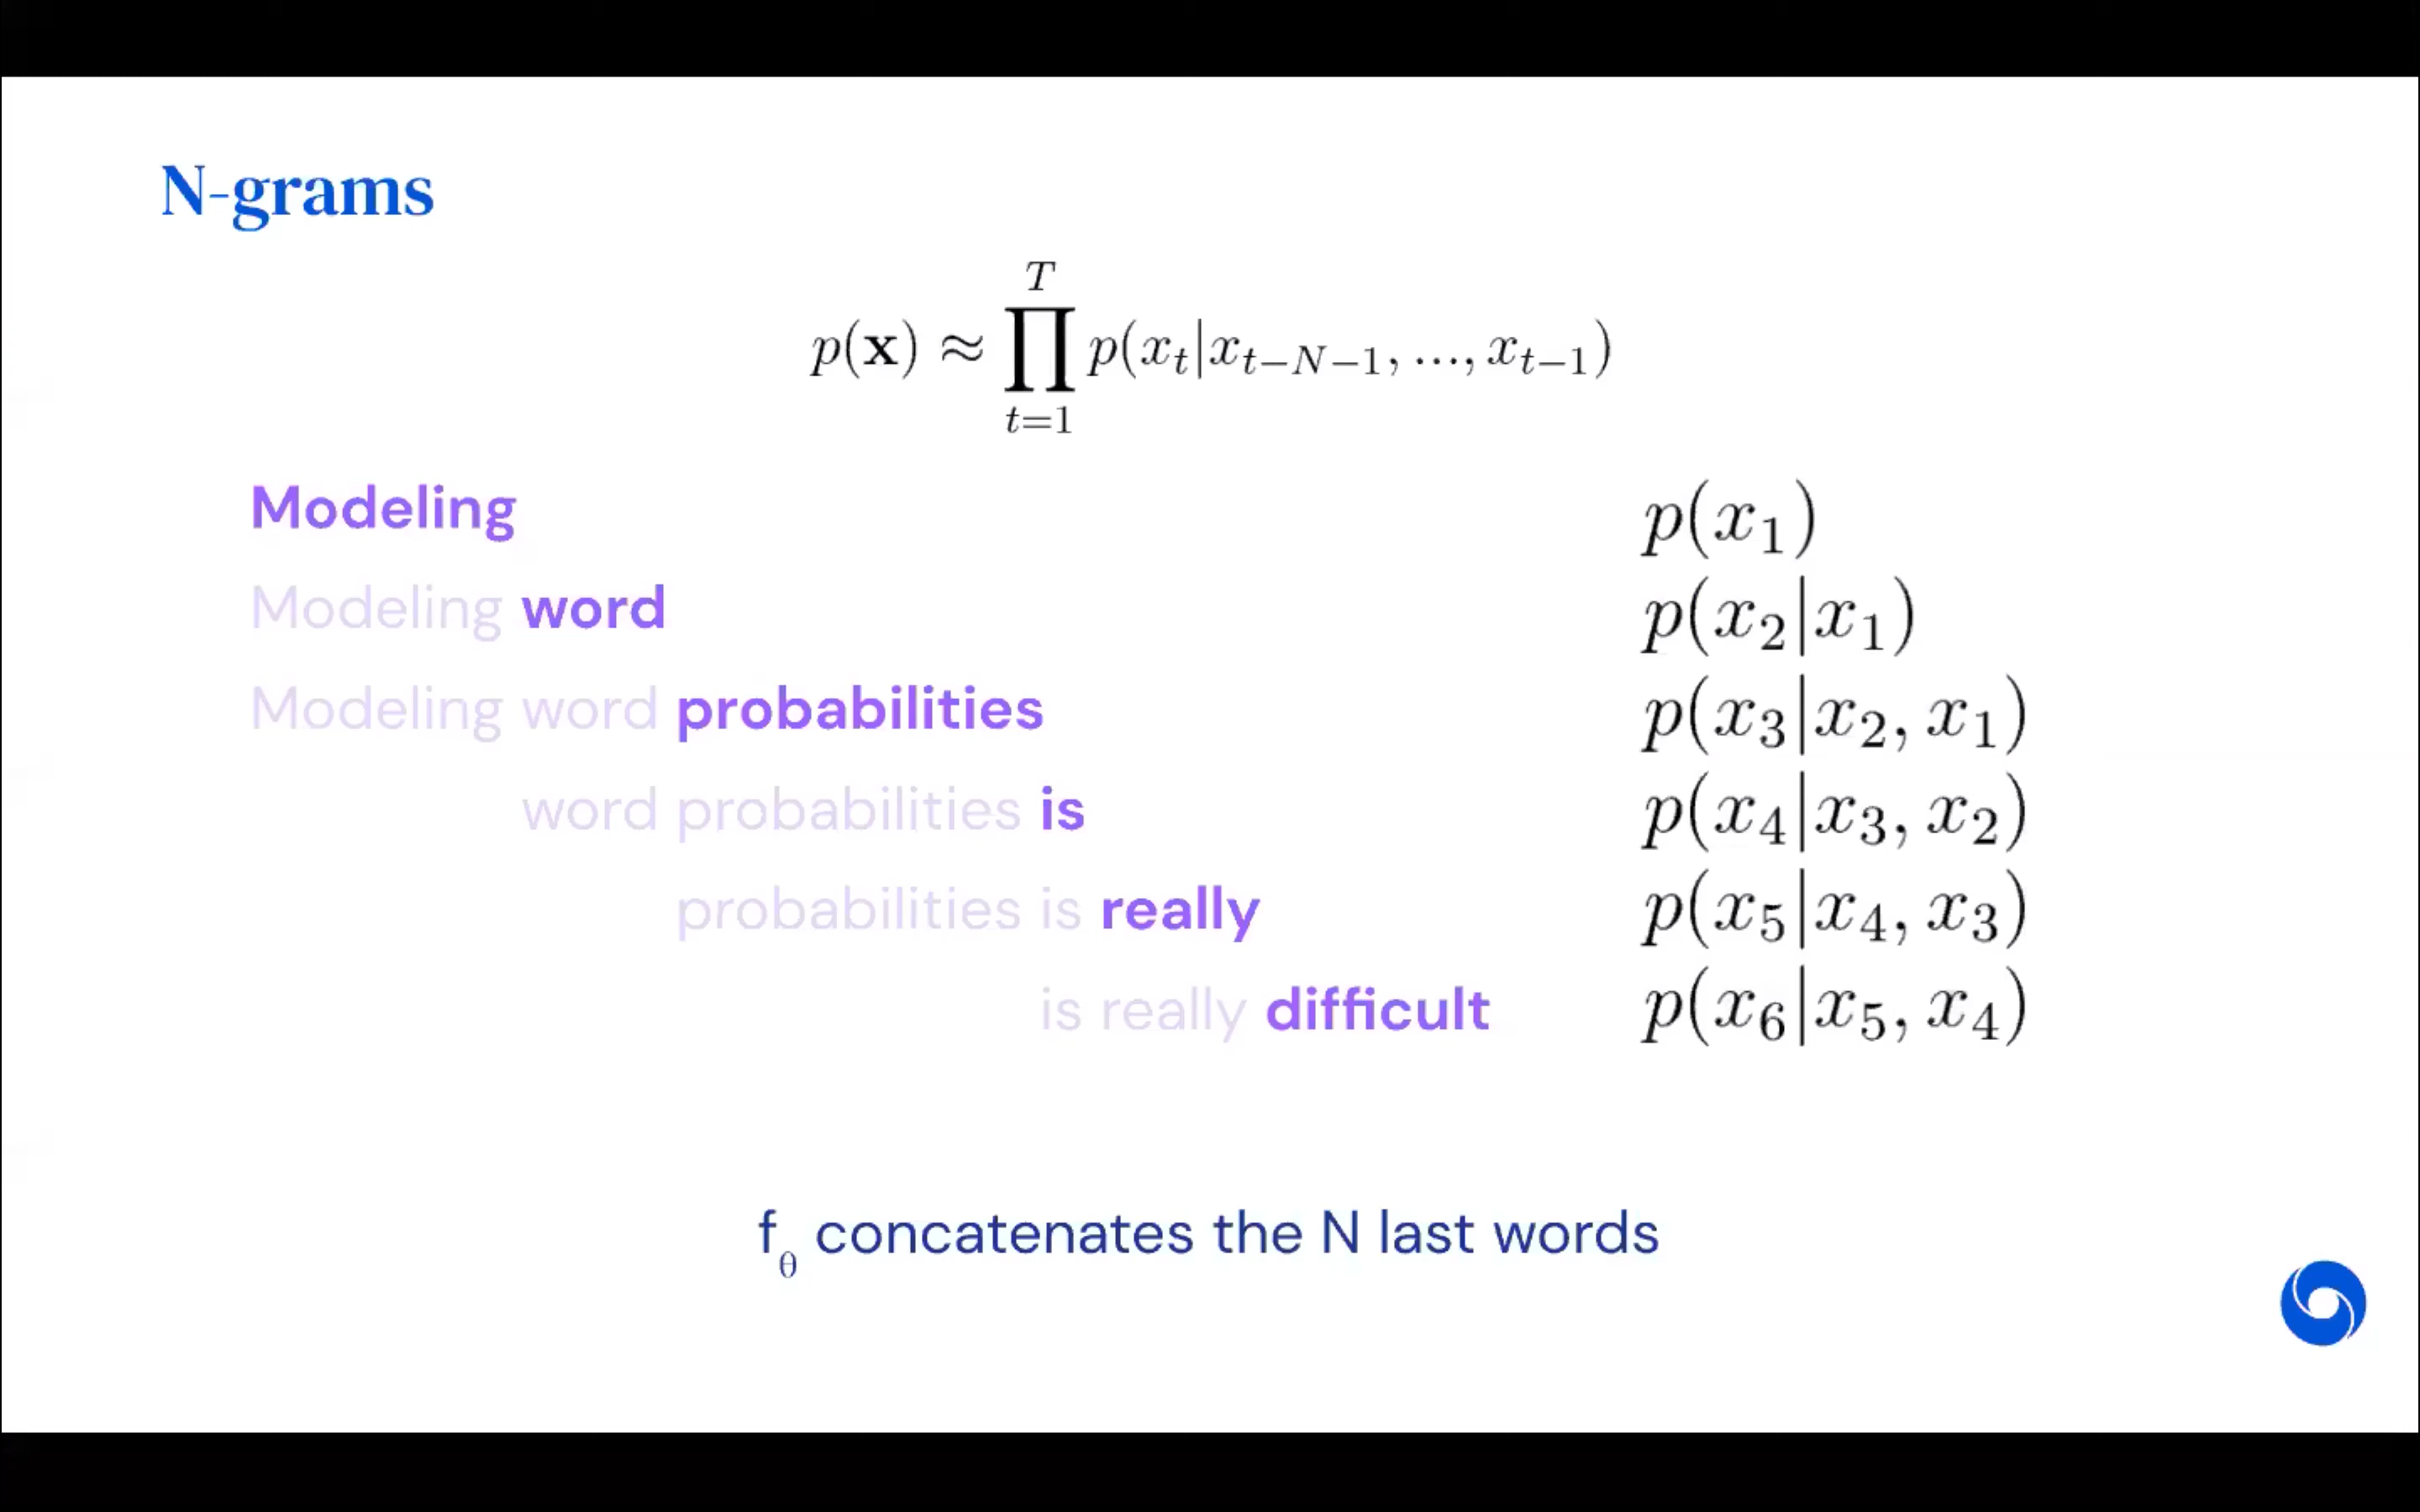 N-grams
p(x) ≈ ∏_{t=1}^{T} p(x_t|x_{t-N-1}, ..., x_{t-1})
Modeling p(x_1)
Modeling word p(x_2|x_1)
Modeling word probabilities p(x_3|x_2, x_1)
word probabilities is p(x_4|x_3, x_2)
probabilities is really p(x_5|x_4, x_3)
is really difficult p(x_6|x_5, x_4)
f_θ concatenates the N last words